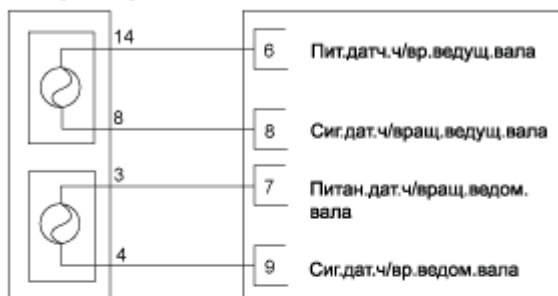 14
6 Пит.датч.ч/вр.ведущ.вала
8
8 Сиг.дат.ч/вращ.ведущ.вала
3
7 Питан.дат.ч/вращ.ведом.
вала
4
9 Сиг.дат.ч/вр.ведом.вала